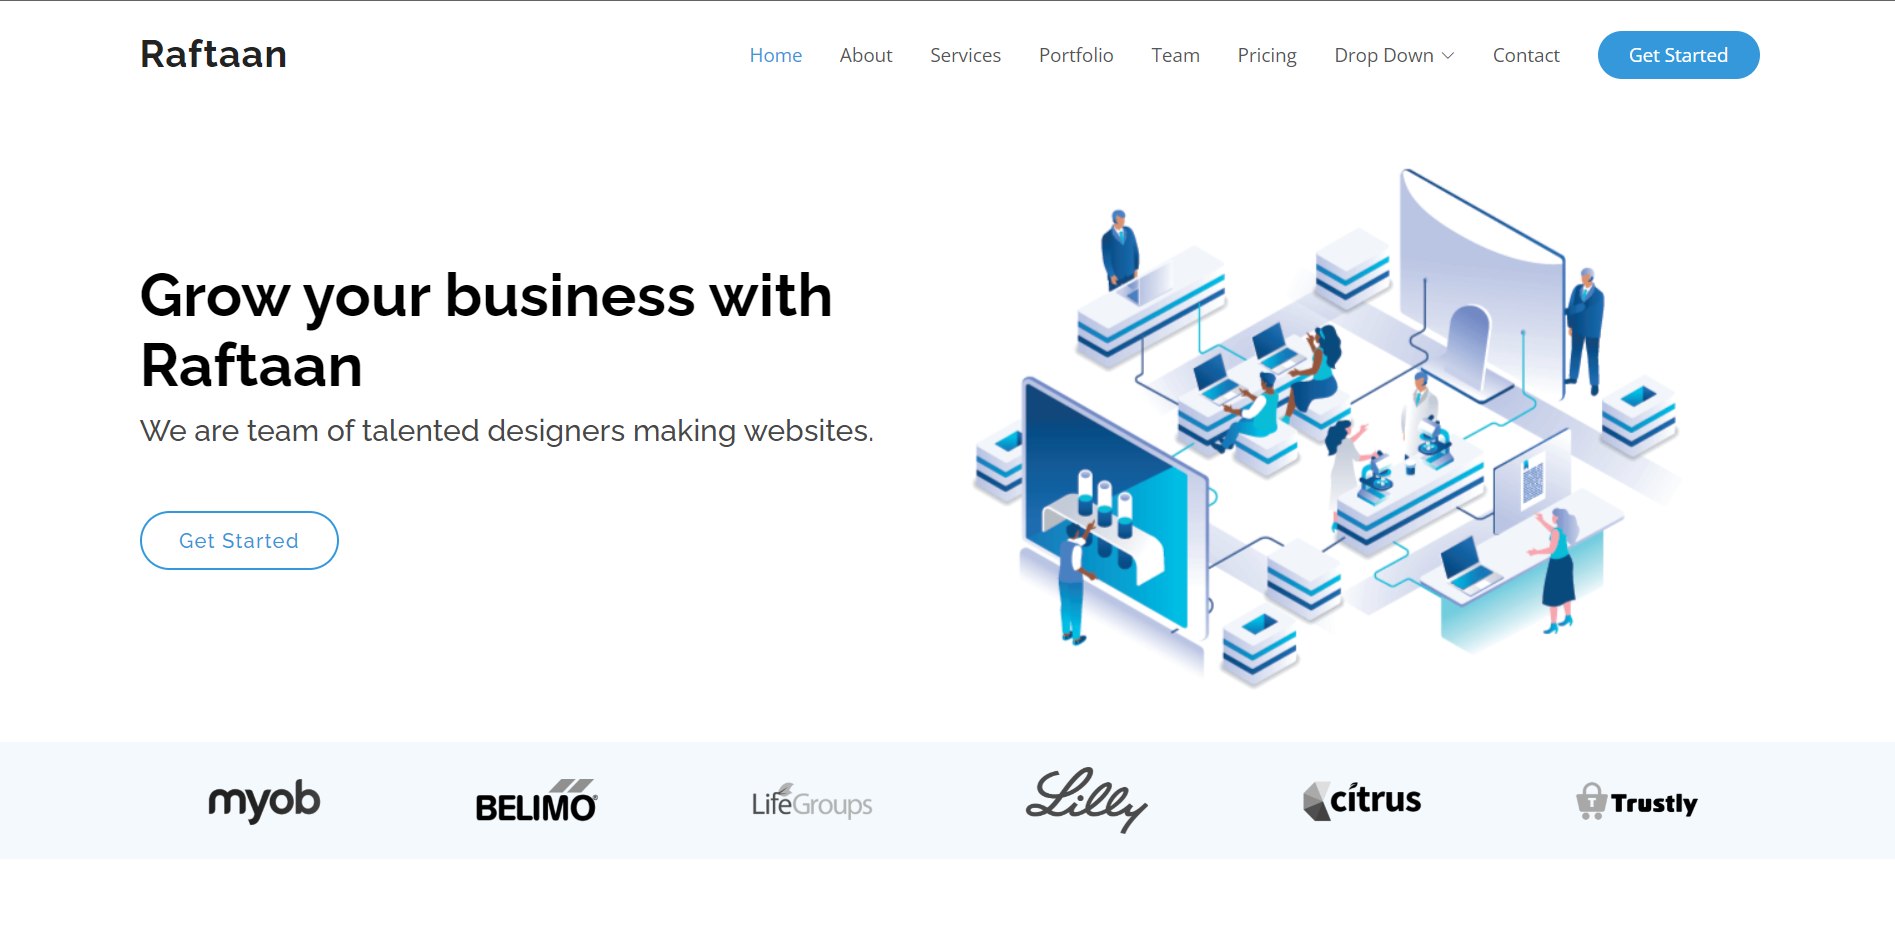 Raftaan
Home About Services Portfolio Team Pricing Drop Down Contact Get Started
Grow your business with
Raftaan
We are team of talented designers making websites.
Get Started
myob BELIMO® LifeGroups Lilly citrus T Trustly